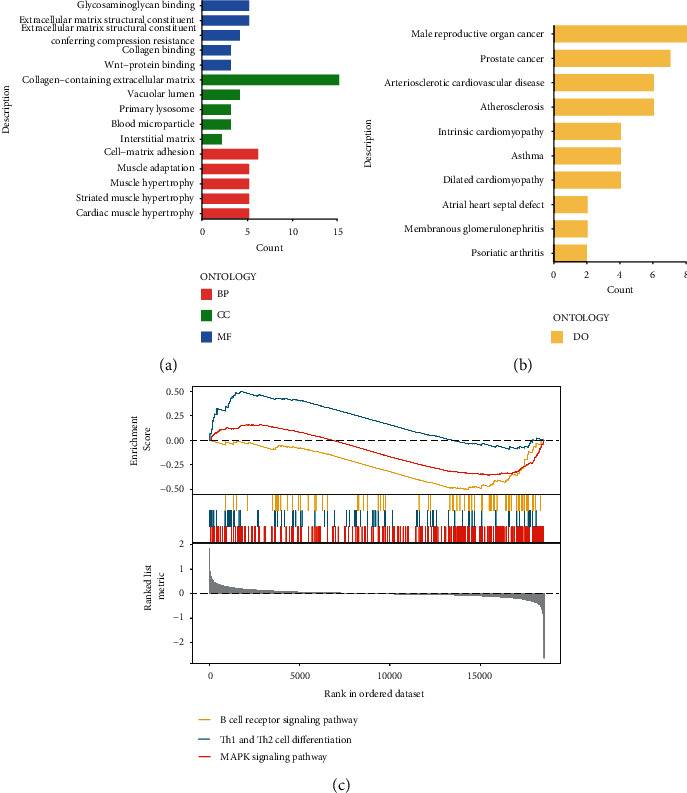 Glycosaminoglycan binding
Extracellular matrix structural constituent
Extracellular matrix structural constituent
conferring compression resistance
Collagen binding
Wnt−protein binding
Collagen−containing extracellular matrix
Vacuolar lumen
Primary lysosome
Blood microparticle
Interstitial matrix
Cell−matrix adhesion
Muscle adaptation
Muscle hypertrophy
Striated muscle hypertrophy
Cardiac muscle hypertrophy
Description
0 5 10 15
Count
ONTOLOGY
BP
CC
MF
(a)
Male reproductive organ cancer
Prostate cancer
Arteriosclerotic cardiovascular disease
Atherosclerosis
Intrinsic cardiomyopathy
Asthma
Dilated cardiomyopathy
Atrial heart septal defect
Membranous glomerulonephritis
Psoriatic arthritis
Description
0 2 4 6 8
Count
ONTOLOGY
DO
(b)
Enrichment
Score
0.50
0.25
0.00
−0.25
−0.50
Ranked list
metric
2
1
0
−1
−2
0 5000 10000 15000
Rank in ordered dataset
B cell receptor signaling pathway
Th1 and Th2 cell differentiation
MAPK signaling pathway
(c)